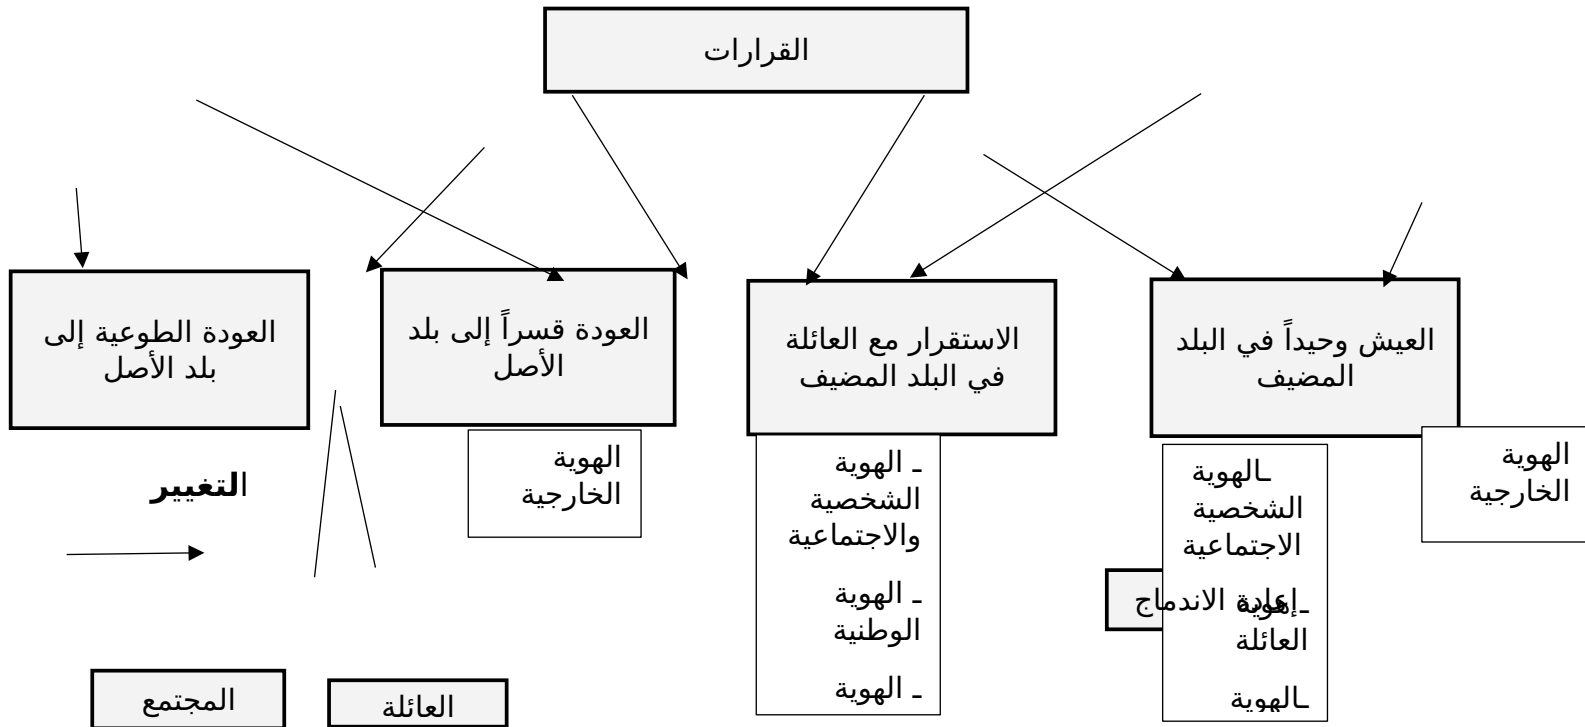 القرارات
العيش وحيداً في البلد
المضيف
الاستقرار مع العائلة
في البلد المضيف
العودة قسراً إلى بلد
الأصل
العودة الطوعية إلى
بلد الأصل
الهوية
الخارجية
ـالهوية
الشخصية
الاجتماعية
ـ هوية
العائلة
ـالهوية
إعادة الاندماج
ـ الهوية
الشخصية
والاجتماعية
ـ الهوية
الوطنية
ـ الهوية
الهوية
الخارجية
التغيير
العائلة
المجتمع